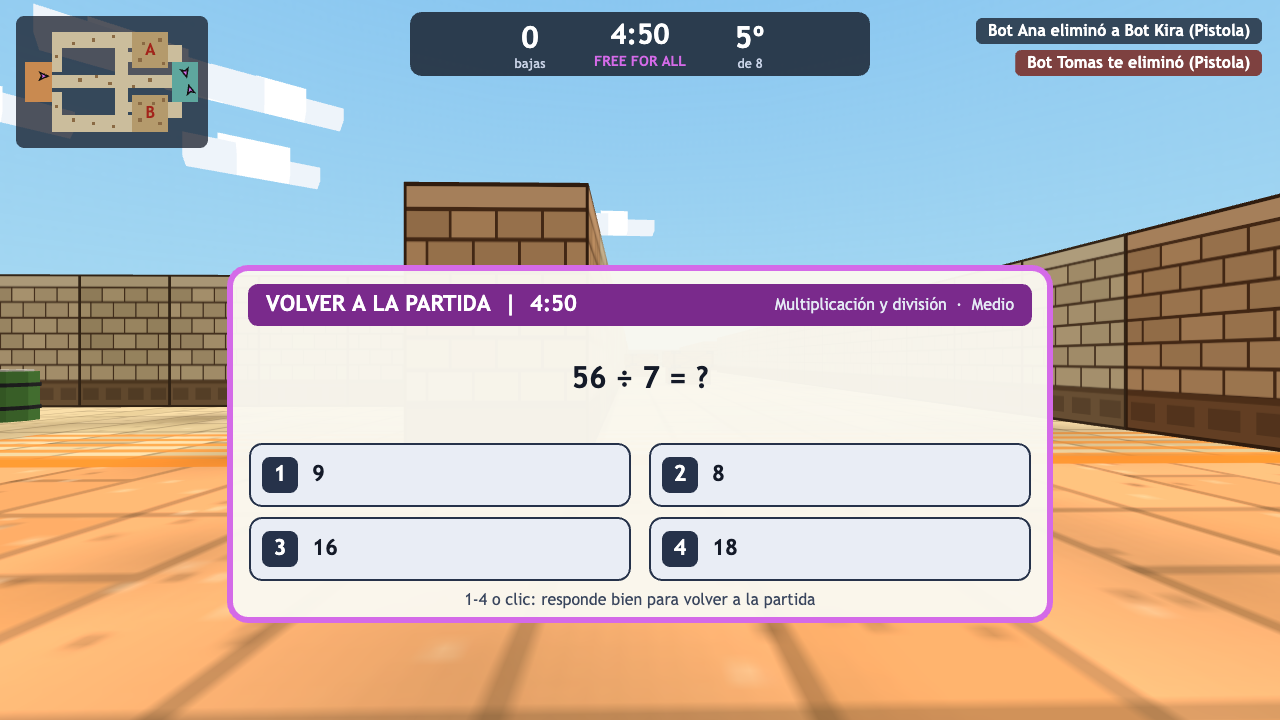 A
B
0
bajas
4:50
FREE FOR ALL
5º
de 8
Bot Ana eliminó a Bot Kira (Pistola)
Bot Tomas te eliminó (Pistola)
VOLVER A LA PARTIDA | 4:50
Multiplicación y división · Medio
56 ÷ 7 = ?
1 9
2 8
3 16
4 18
1-4 o clic: responde bien para volver a la partida